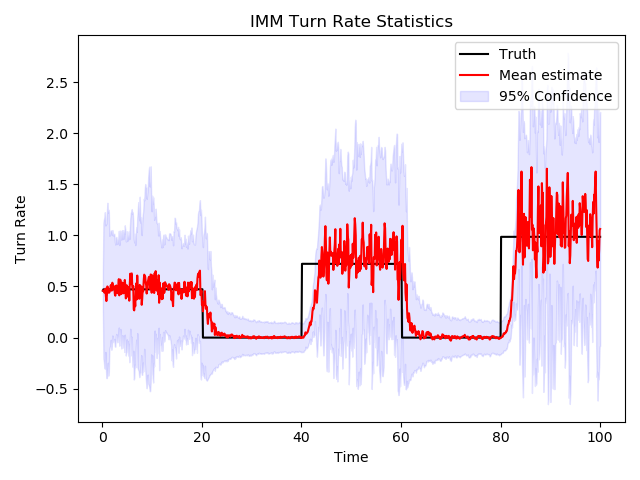 IMM Turn Rate Statistics
Truth
Mean estimate
95% Confidence
2.5
2.0
1.5
1.0
0.5
0.0
−0.5
Turn Rate
0 20 40 60 80 100
Time